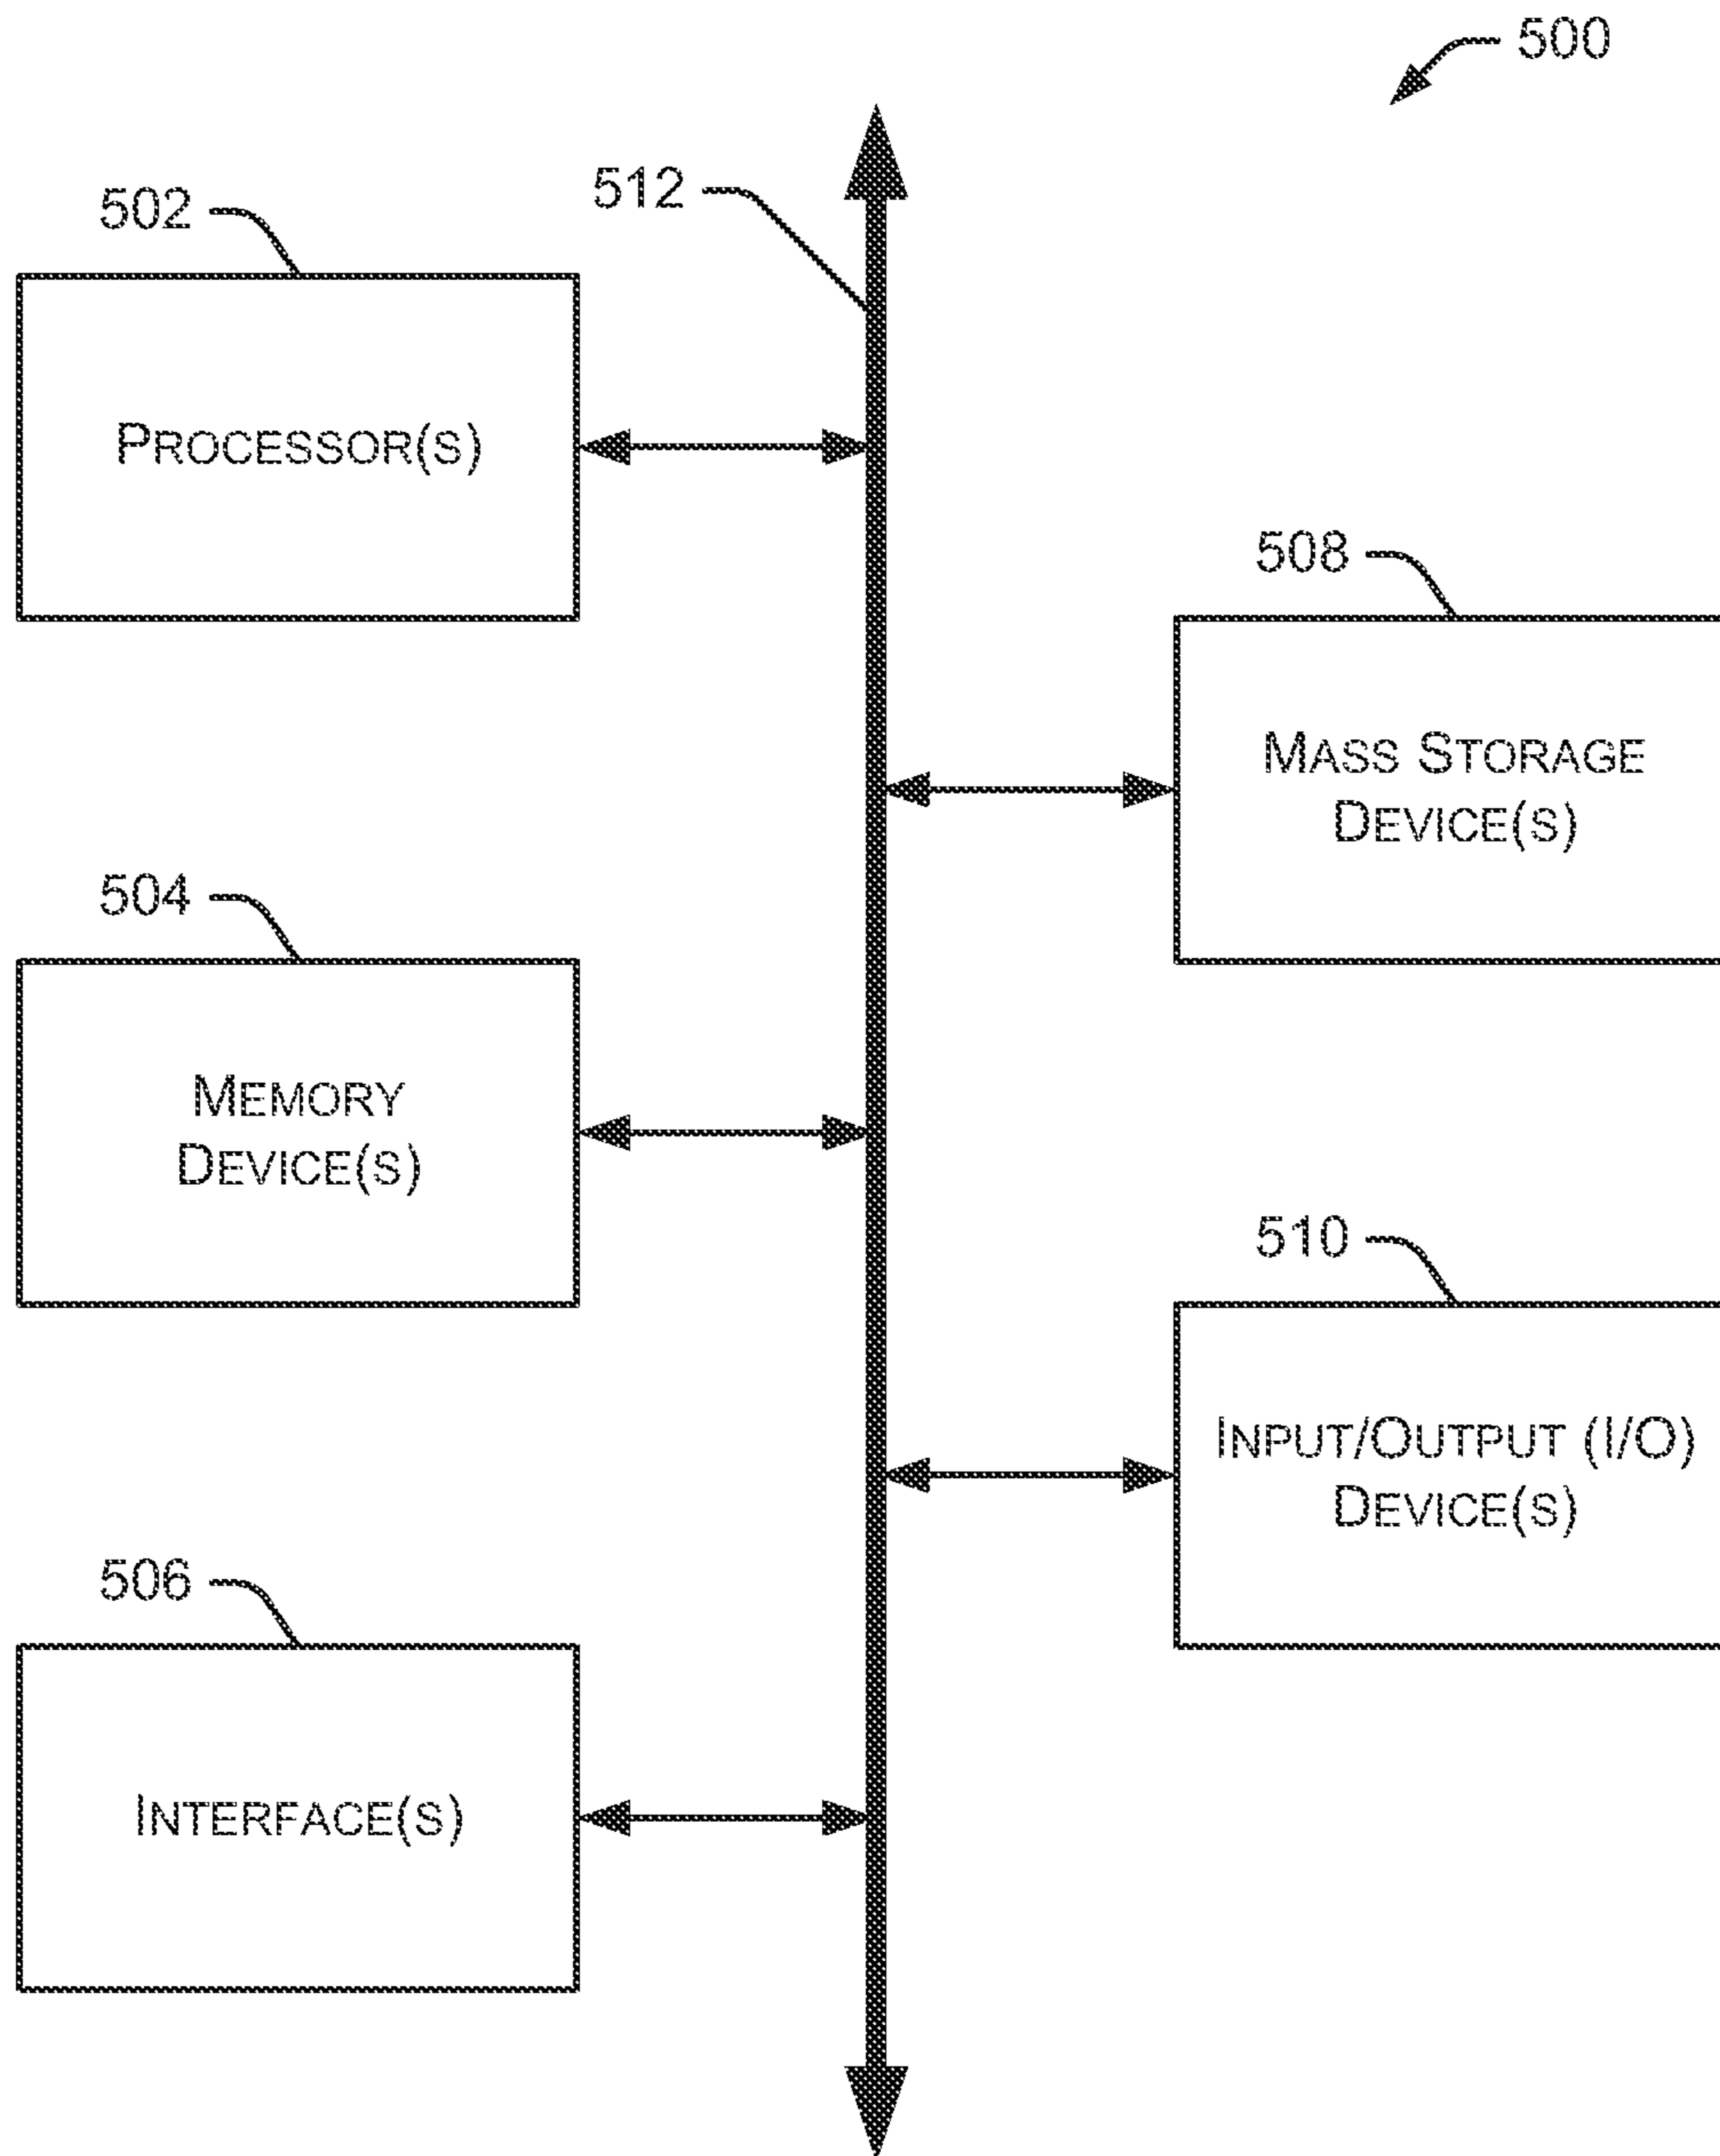 500
512
502
PROCESSOR(S)
508
MASS STORAGE
DEVICE(S)
504
MEMORY
DEVICE(S)
510
INPUT/OUTPUT (I/O)
DEVICE(S)
506
INTERFACE(S)